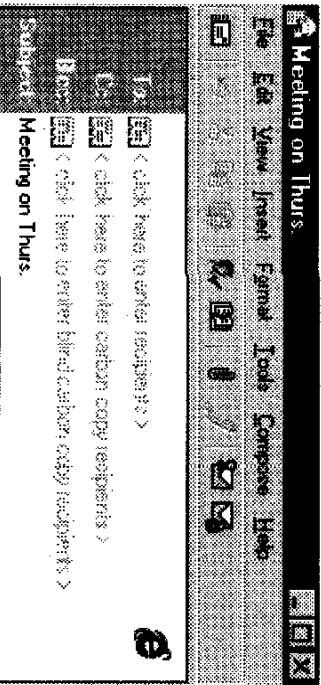 Meeting on Thurs.
File Edit View Insert Format Tools Compose Help
To: < click here to enter recipients >
Cc: < click here to enter carbon copy recipients >
Bcc: < click here to enter blind carbon copy recipients >
Subject: Meeting on Thurs.